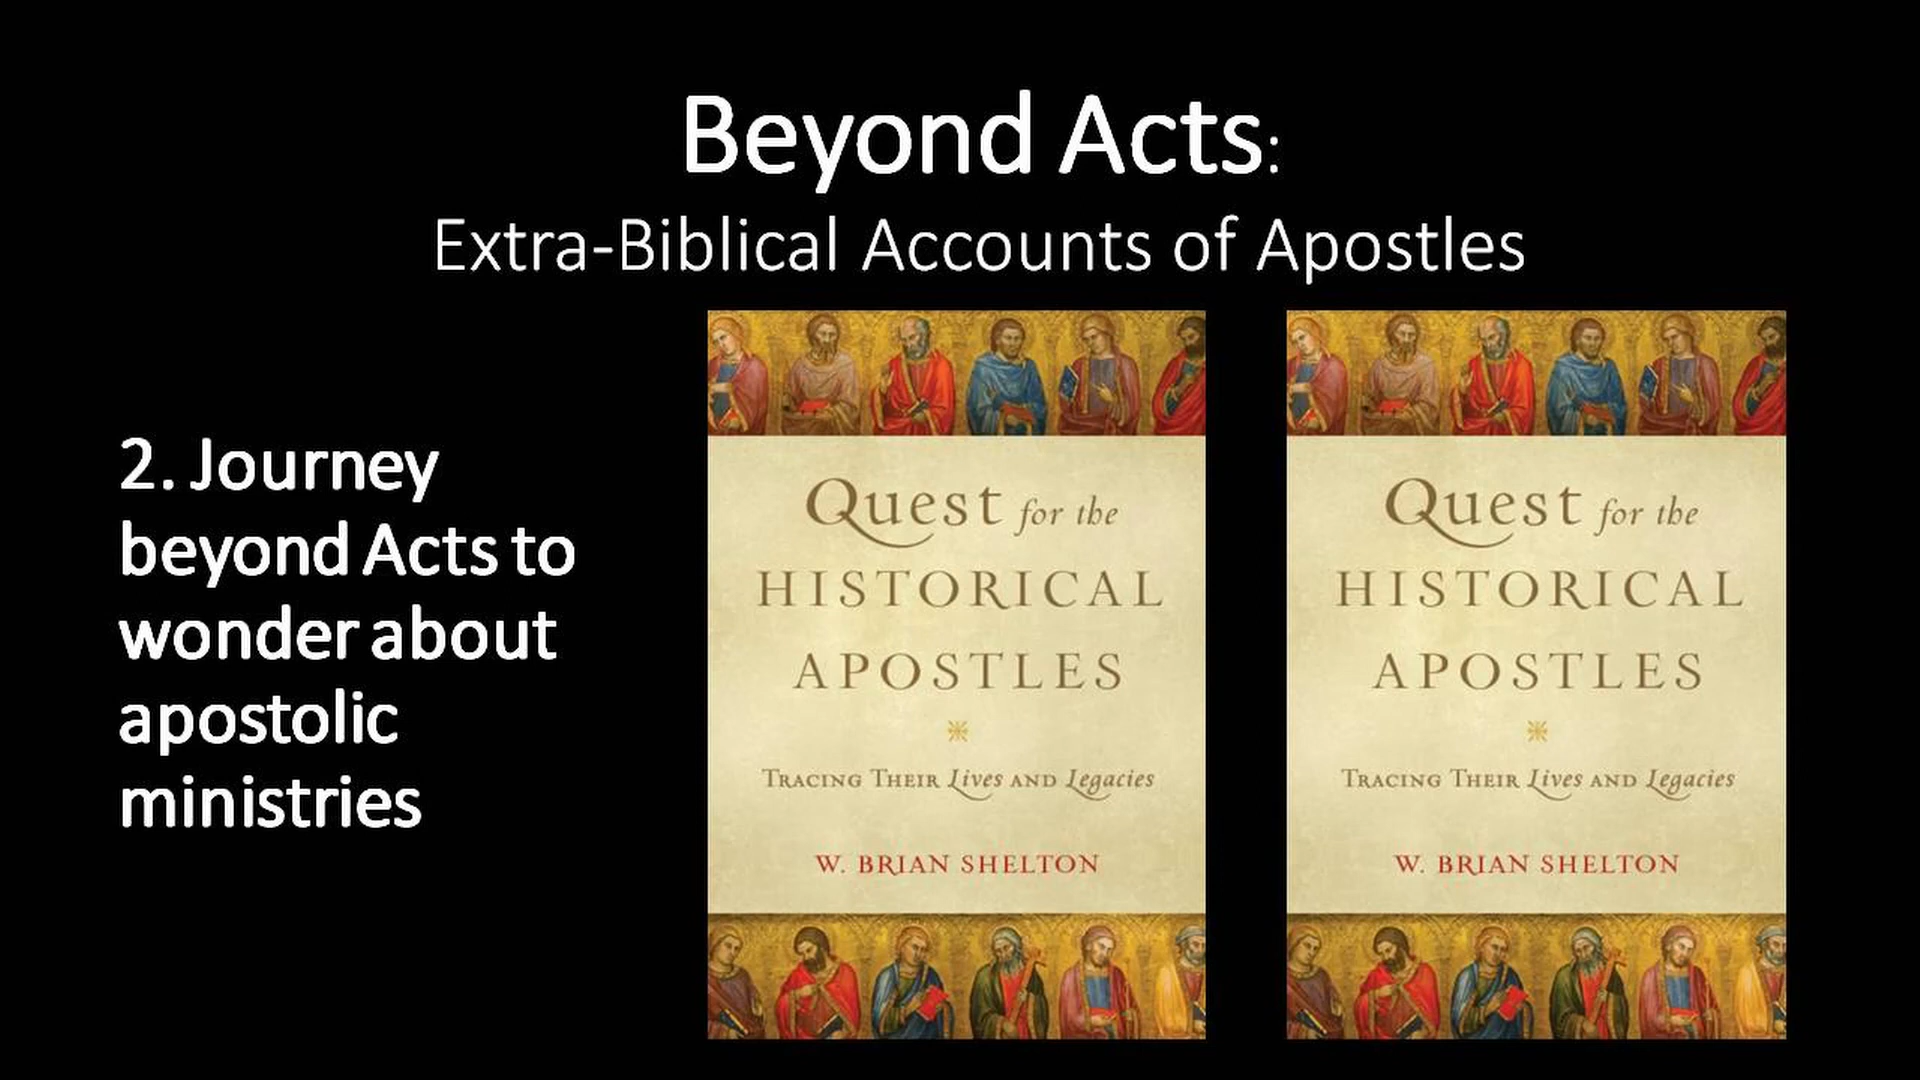 Beyond Acts:
Extra-Biblical Accounts of Apostles
2. Journey
beyond Acts to
wonder about
apostolic
ministries
Quest for the
HISTORICAL
APOSTLES
TRACING THEIR Lives AND Legacies
W. BRIAN SHELTON
Quest for the
HISTORICAL
APOSTLES
TRACING THEIR Lives AND Legacies
W. BRIAN SHELTON